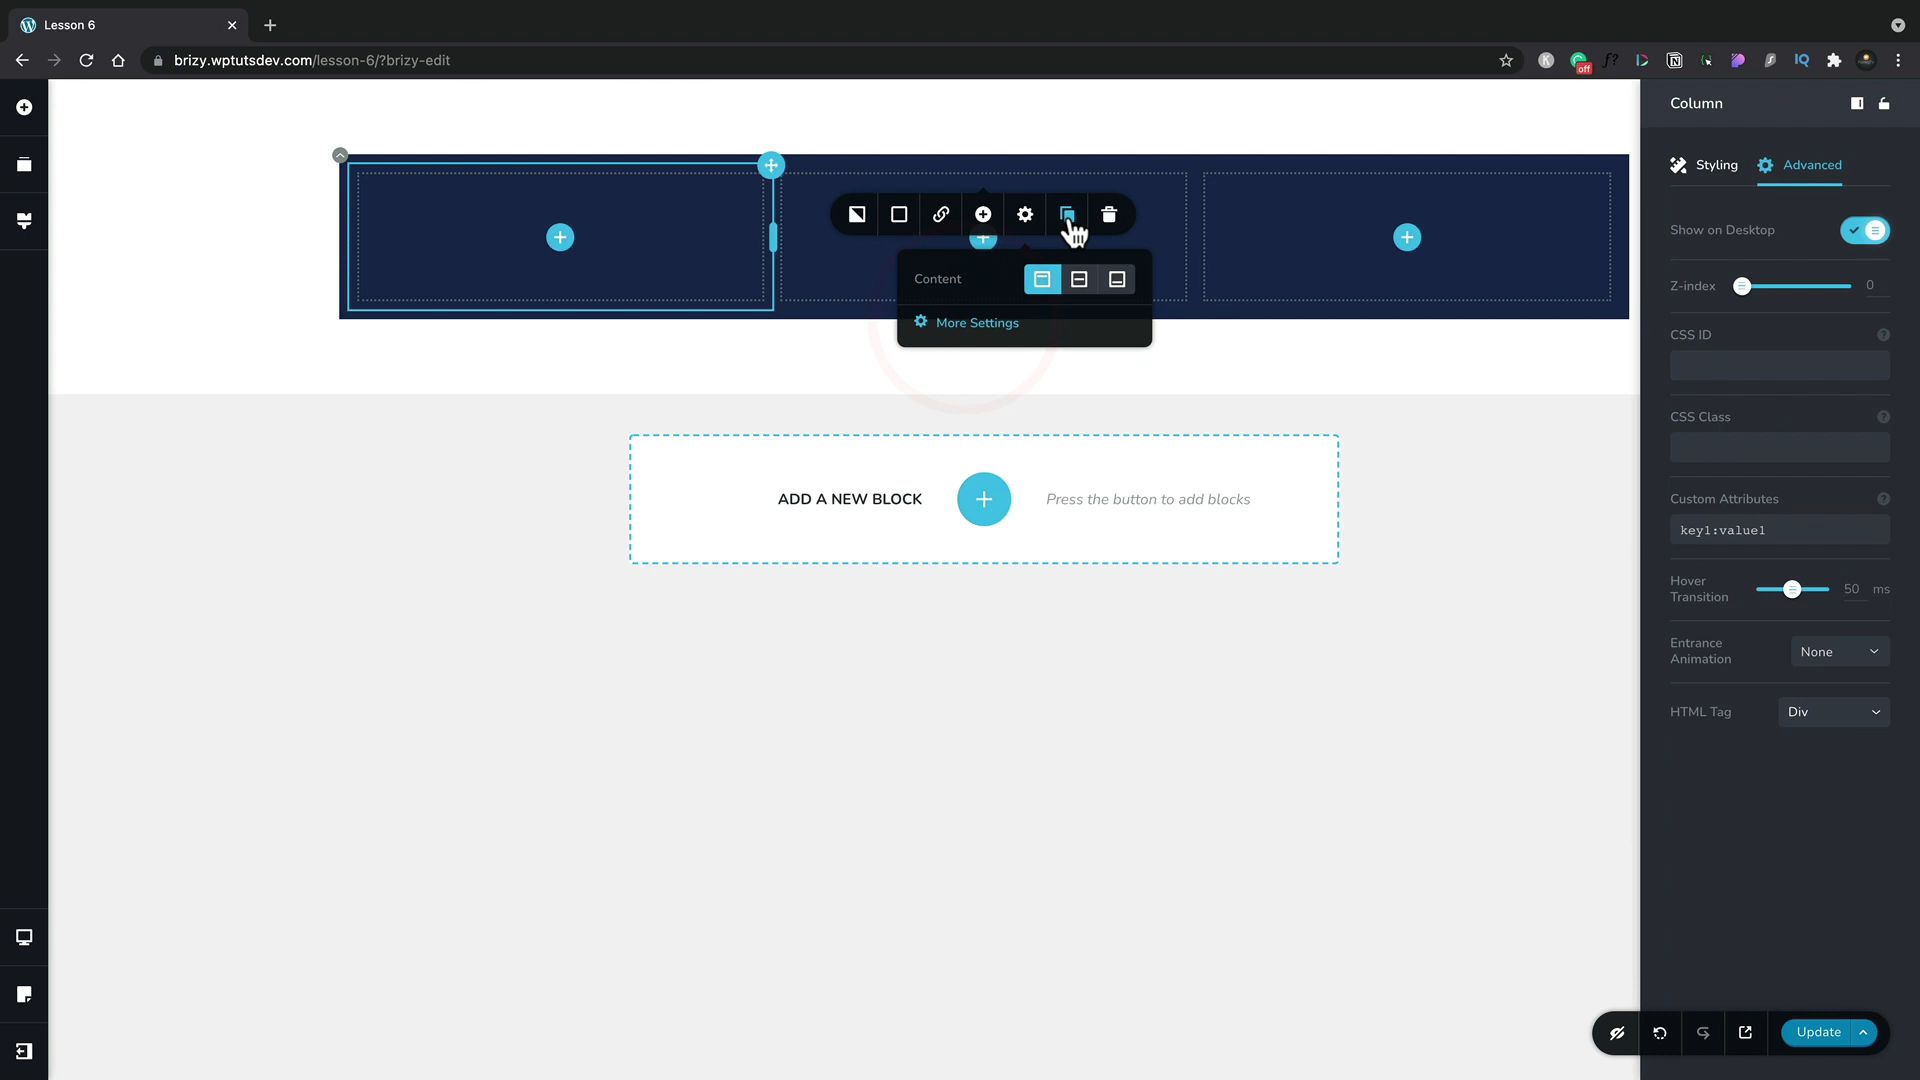 Lesson 6
brizy.wptutsdev.com/lesson-6/?brizy-edit
off
Column
Styling
Advanced
Show on Desktop
Content
Z-index
0
More Settings
CSS ID
CSS Class
ADD A NEW BLOCK
Press the button to add blocks
Custom Attributes
key1:value1
Hover
Transition
50 ms
Entrance
Animation
None
HTML Tag
Div
Update